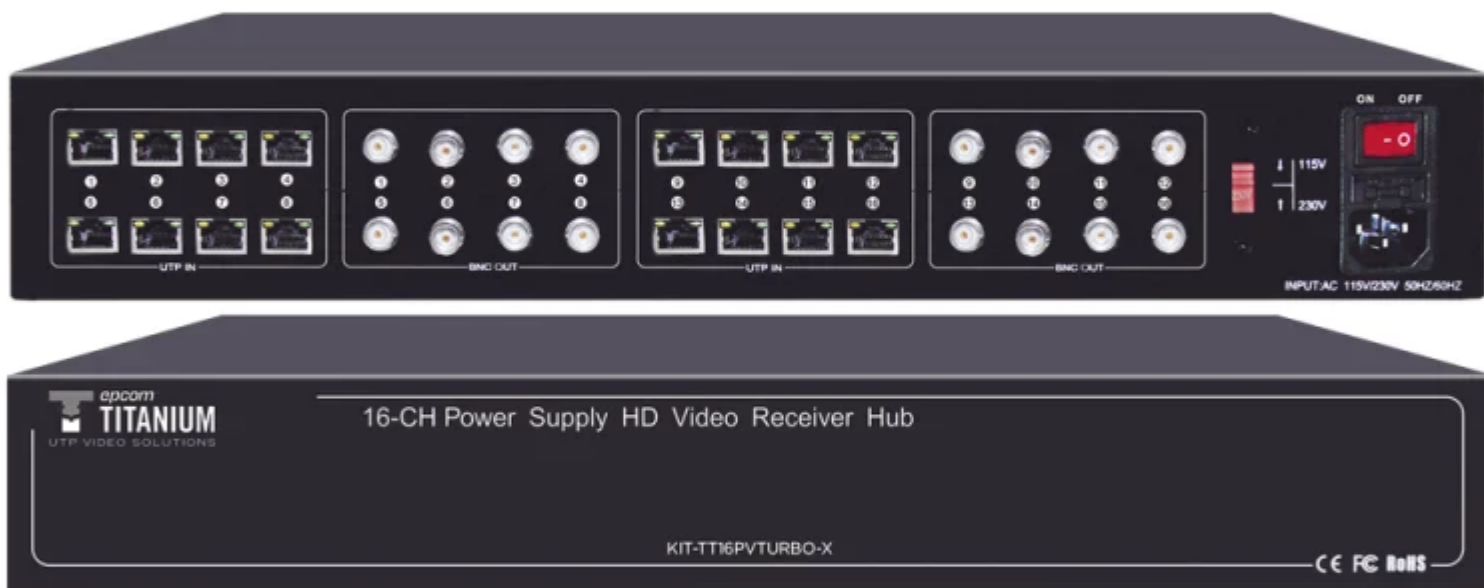 ON OFF
115V
230V
230V
1 2 3 4
5 6 7 8
1 2 3 4
5 6 7 8
9 10 11 12
13 14 15 16
9 10 11 12
13 14 15 16
UTP IN
BNC OUT
UTP IN
BNC OUT
INPUT:AC 115V/230V 50HZ/60HZ
epcom
TITANIUM
UTP VIDEO SOLUTIONS
16-CH Power Supply HD Video Receiver Hub
KIT-TT16PVTURBO-X
CE FC RoHS